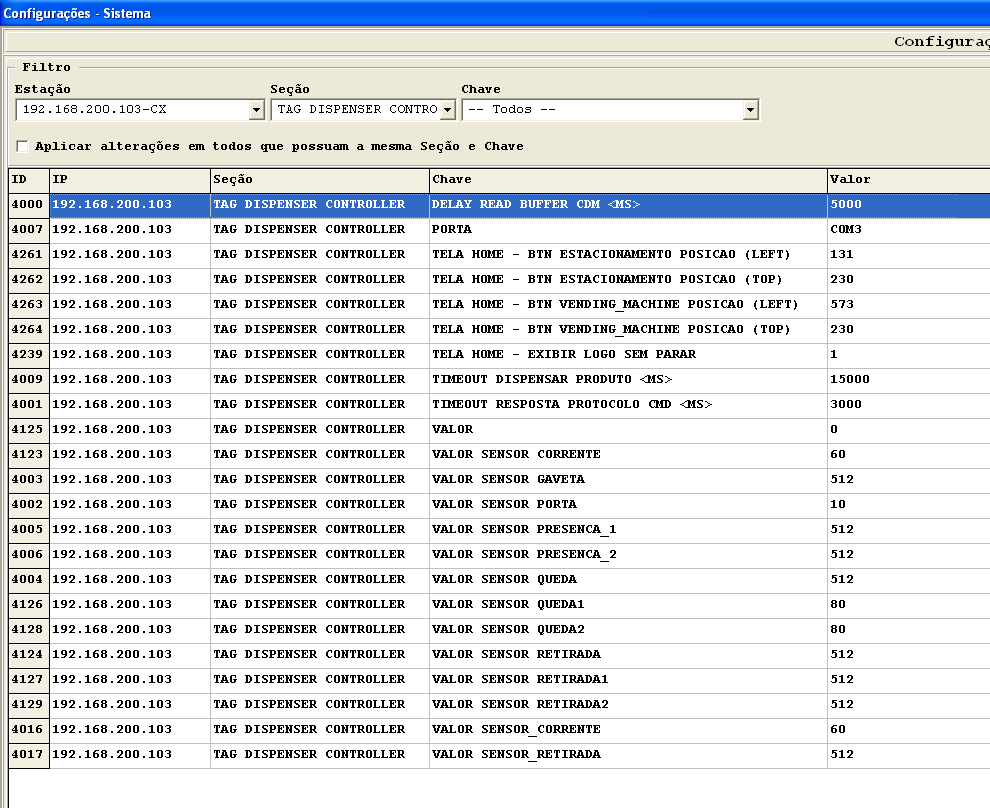 Configurações - Sistema
Configuraç
Filtro
Estação Seção Chave
192.168.200.103-CX TAG DISPENSER CONTRO -- Todos --
Aplicar alterações em todos que possuam a mesma Seção e Chave
ID IP Seção Chave Valor
4000 192.168.200.103 TAG DISPENSER CONTROLLER DELAY READ BUFFER CDM <MS> 5000
4007 192.168.200.103 TAG DISPENSER CONTROLLER PORTA COM3
4261 192.168.200.103 TAG DISPENSER CONTROLLER TELA HOME - BTN ESTACIONAMENTO POSICAO (LEFT) 131
4262 192.168.200.103 TAG DISPENSER CONTROLLER TELA HOME - BTN ESTACIONAMENTO POSICAO (TOP) 230
4263 192.168.200.103 TAG DISPENSER CONTROLLER TELA HOME - BTN VENDING_MACHINE POSICAO (LEFT) 573
4264 192.168.200.103 TAG DISPENSER CONTROLLER TELA HOME - BTN VENDING_MACHINE POSICAO (TOP) 230
4239 192.168.200.103 TAG DISPENSER CONTROLLER TELA HOME - EXIBIR LOGO SEM PARAR 1
4009 192.168.200.103 TAG DISPENSER CONTROLLER TIMEOUT DISPENSAR PRODUTO <MS> 15000
4001 192.168.200.103 TAG DISPENSER CONTROLLER TIMEOUT RESPOSTA PROTOCOLO CMD <MS> 3000
4125 192.168.200.103 TAG DISPENSER CONTROLLER VALOR 0
4123 192.168.200.103 TAG DISPENSER CONTROLLER VALOR SENSOR CORRENTE 60
4003 192.168.200.103 TAG DISPENSER CONTROLLER VALOR SENSOR GAVETA 512
4002 192.168.200.103 TAG DISPENSER CONTROLLER VALOR SENSOR PORTA 10
4005 192.168.200.103 TAG DISPENSER CONTROLLER VALOR SENSOR PRESENCA_1 512
4006 192.168.200.103 TAG DISPENSER CONTROLLER VALOR SENSOR PRESENCA_2 512
4004 192.168.200.103 TAG DISPENSER CONTROLLER VALOR SENSOR QUEDA 512
4126 192.168.200.103 TAG DISPENSER CONTROLLER VALOR SENSOR QUEDA1 80
4128 192.168.200.103 TAG DISPENSER CONTROLLER VALOR SENSOR QUEDA2 80
4124 192.168.200.103 TAG DISPENSER CONTROLLER VALOR SENSOR RETIRADA 512
4127 192.168.200.103 TAG DISPENSER CONTROLLER VALOR SENSOR RETIRADA1 512
4129 192.168.200.103 TAG DISPENSER CONTROLLER VALOR SENSOR RETIRADA2 512
4016 192.168.200.103 TAG DISPENSER CONTROLLER VALOR SENSOR_CORRENTE 60
4017 192.168.200.103 TAG DISPENSER CONTROLLER VALOR SENSOR_RETIRADA 512